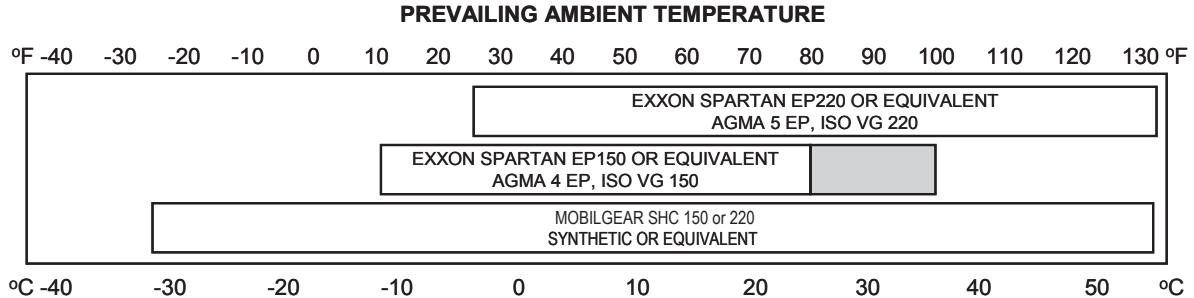 PREVAILING AMBIENT TEMPERATURE
ºF -40 -30 -20 -10 0 10 20 30 40 50 60 70 80 90 100 110 120 130 ºF
EXXON SPARTAN EP220 OR EQUIVALENT
AGMA 5 EP, ISO VG 220
EXXON SPARTAN EP150 OR EQUIVALENT
AGMA 4 EP, ISO VG 150
MOBILGEAR SHC 150 or 220
SYNTHETIC OR EQUIVALENT
ºC -40 -30 -20 -10 0 10 20 30 40 50 ºC